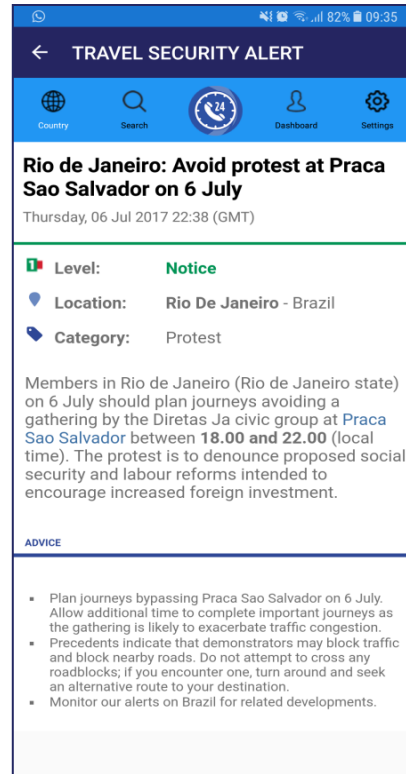 82% 09:35
← TRAVEL SECURITY ALERT
24
Country Search Dashboard Settings
Rio de Janeiro: Avoid protest at Praca
Sao Salvador on 6 July
Thursday, 06 Jul 2017 22:38 (GMT)
1 Level: Notice
Location: Rio De Janeiro - Brazil
Category: Protest
Members in Rio de Janeiro (Rio de Janeiro state)
on 6 July should plan journeys avoiding a
gathering by the Diretas Ja civic group at Praca
Sao Salvador between 18.00 and 22.00 (local
time). The protest is to denounce proposed social
security and labour reforms intended to
encourage increased foreign investment.
ADVICE
▪ Plan journeys bypassing Praca Sao Salvador on 6 July.
Allow additional time to complete important journeys as
the gathering is likely to exacerbate traffic congestion.
▪ Precedents indicate that demonstrators may block traffic
and block nearby roads. Do not attempt to cross any
roadblocks; if you encounter one, turn around and seek
an alternative route to your destination.
▪ Monitor our alerts on Brazil for related developments.